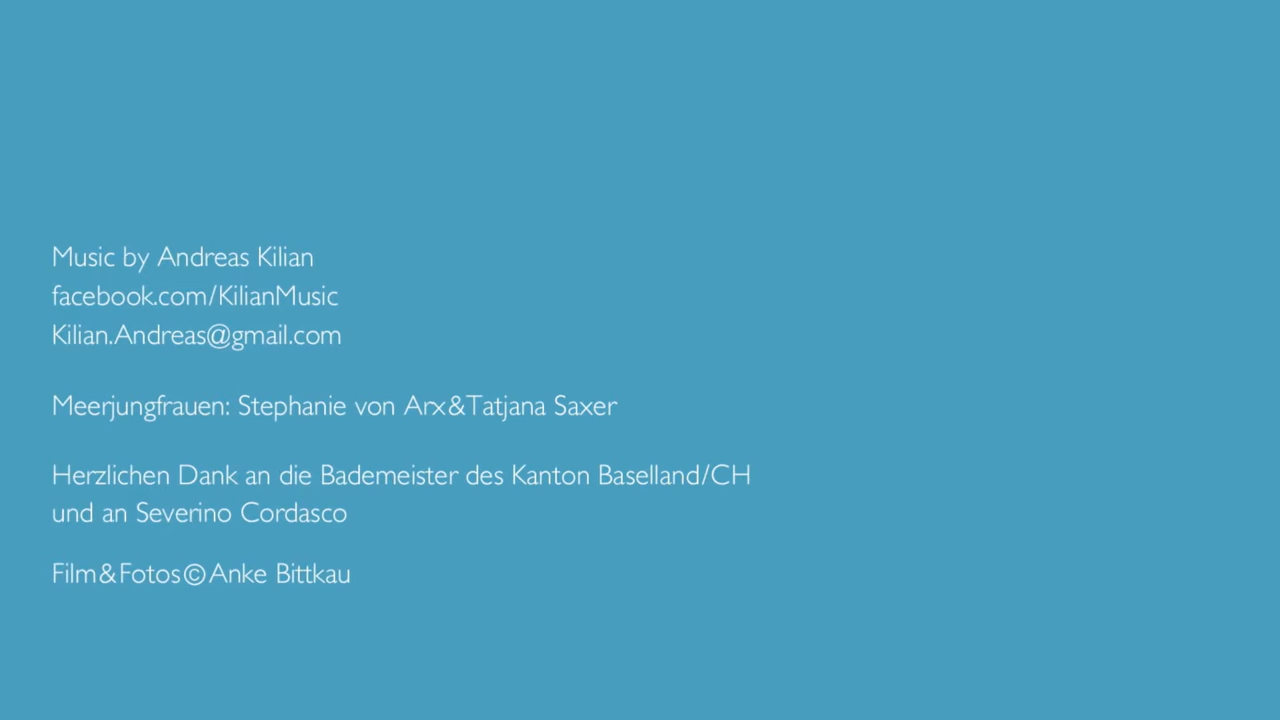 Music by Andreas Kilian
facebook.com/KilianMusic
Kilian.Andreas@gmail.com
Meerjungfrauen: Stephanie von Arx&Tatjana Saxer
Herzlichen Dank an die Bademeister des Kanton Baselland/CH
und an Severino Cordasco
Film&Fotos©Anke Bittkau